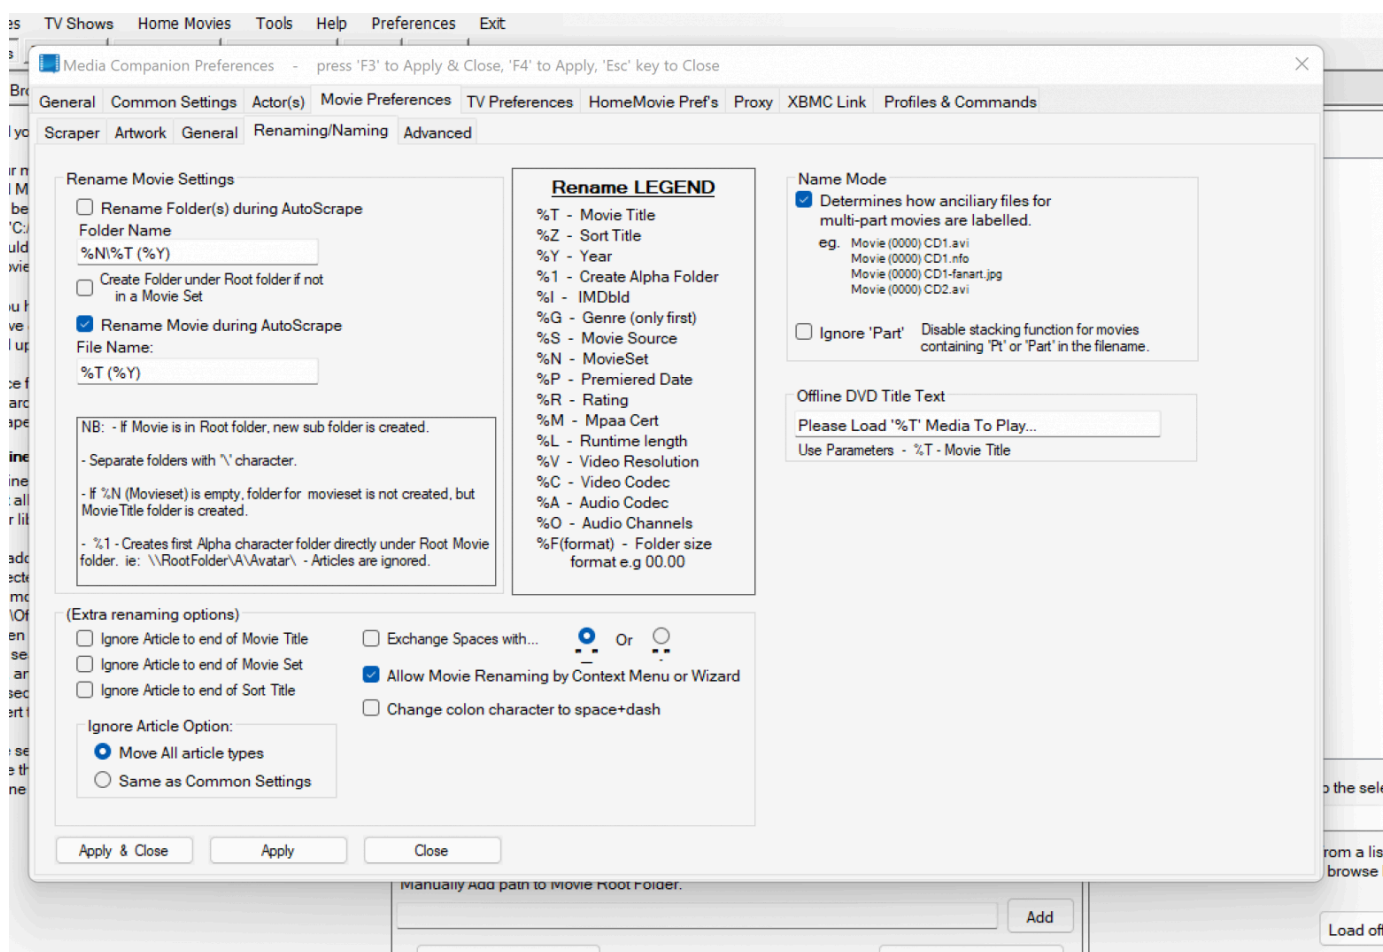 TV Shows Home Movies Tools Help Preferences Exit
Media Companion Preferences - press 'F3' to Apply & Close, 'F4' to Apply, 'Esc' key to Close
General Common Settings Actor(s) Movie Preferences TV Preferences HomeMovie Pref's Proxy XBMC Link Profiles & Commands
Scraper Artwork General Renaming/Naming Advanced
Rename Movie Settings
Rename Folder(s) during AutoScrape
Folder Name
%N\%T (%Y)
Create Folder under Root folder if not
in a Movie Set
Rename Movie during AutoScrape
File Name:
%T (%Y)
NB: - If Movie is in Root folder, new sub folder is created.
- Separate folders with '\' character.
- If %N (Movieset) is empty, folder for movieset is not created, but
MovieTitle folder is created.
- %1 - Creates first Alpha character folder directly under Root Movie
folder. ie: \\RootFolder\A\Avatar\ - Articles are ignored.
Rename LEGEND
%T - Movie Title
%Z - Sort Title
%Y - Year
%1 - Create Alpha Folder
%I - IMDbId
%G - Genre (only first)
%S - Movie Source
%N - MovieSet
%P - Premiered Date
%R - Rating
%M - Mpaa Cert
%L - Runtime length
%V - Video Resolution
%C - Video Codec
%A - Audio Codec
%O - Audio Channels
%F(format) - Folder size
format e.g 00.00
Name Mode
Determines how anciliary files for
multi-part movies are labelled.
eg. Movie (0000) CD1.avi
Movie (0000) CD1.nfo
Movie (0000) CD1-fanart.jpg
Movie (0000) CD2.avi
Ignore 'Part' Disable stacking function for movies
containing 'Pt' or 'Part' in the filename.
Offline DVD Title Text
Please Load '%T' Media To Play...
Use Parameters - %T - Movie Title
(Extra renaming options)
Ignore Article to end of Movie Title
Ignore Article to end of Movie Set
Ignore Article to end of Sort Title
Ignore Article Option:
Move All article types
Same as Common Settings
Exchange Spaces with... "_" Or "."
Allow Movie Renaming by Context Menu or Wizard
Change colon character to space+dash
Apply & Close Apply Close
Manually Add path to Movie Root Folder.
Add
the sel
from a lis
browse
Load of